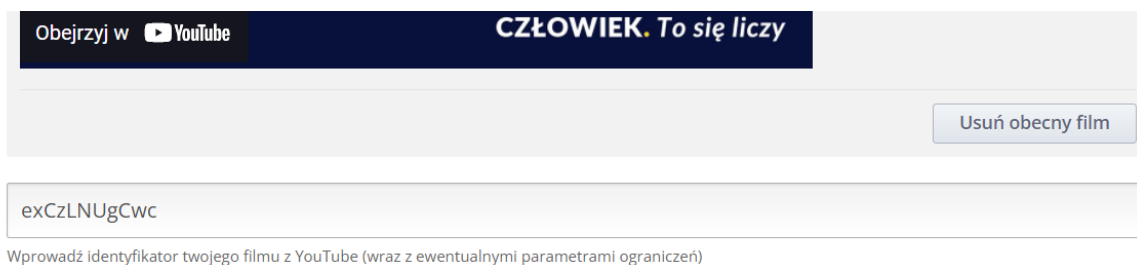 Obejrzyj w YouTube
CZŁOWIEK. To się liczy
Usuń obecny film
exCzLNUgCwc
Wprowadź identyfikator twojego filmu z YouTube (wraz z ewentualnymi parametrami ograniczeń)